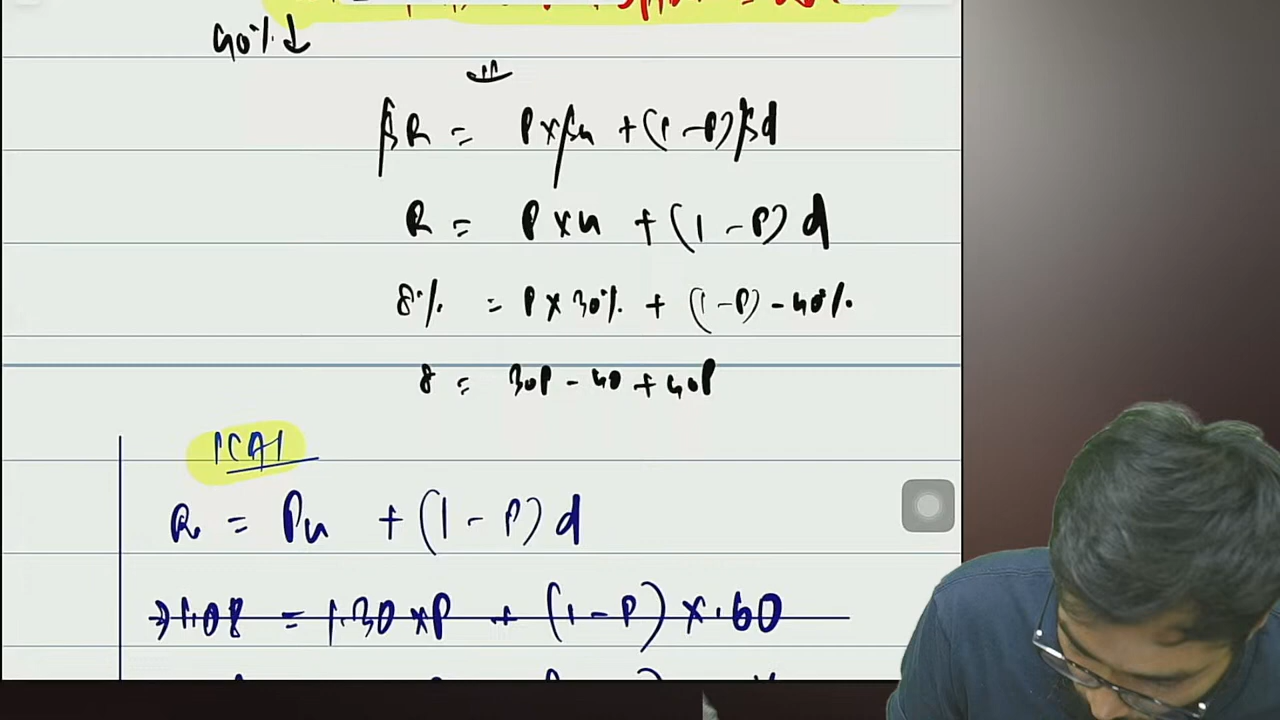 40% ↓
βR = P × βu + (1 - P) βd
R = P × u + (1 - P) d
8% = P × 30% + (1 - P) - 40%
8 = 30P - 40 + 40P
ICAI
R = Pu + (1 - P) d
→ 1.08 = 1.30 × P + (1 - P) × .60